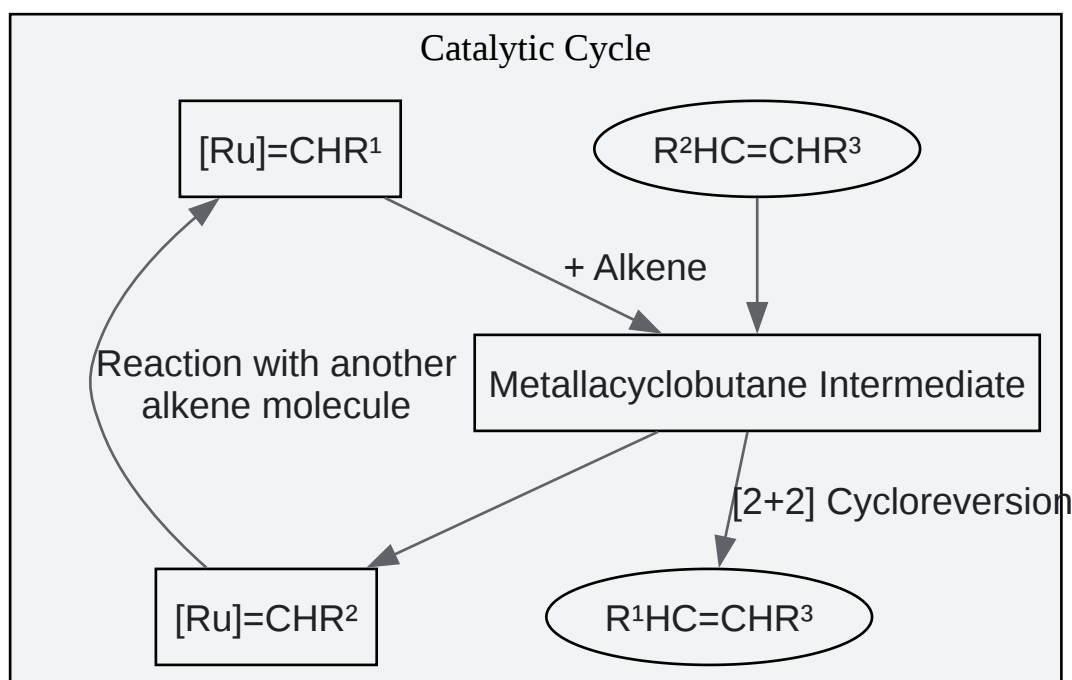 Catalytic Cycle
[Ru]=CHR¹
R²HC=CHR³
+ Alkene
Reaction with another
alkene molecule
Metallacyclobutane Intermediate
[2+2] Cycloreversion
[Ru]=CHR²
R¹HC=CHR³